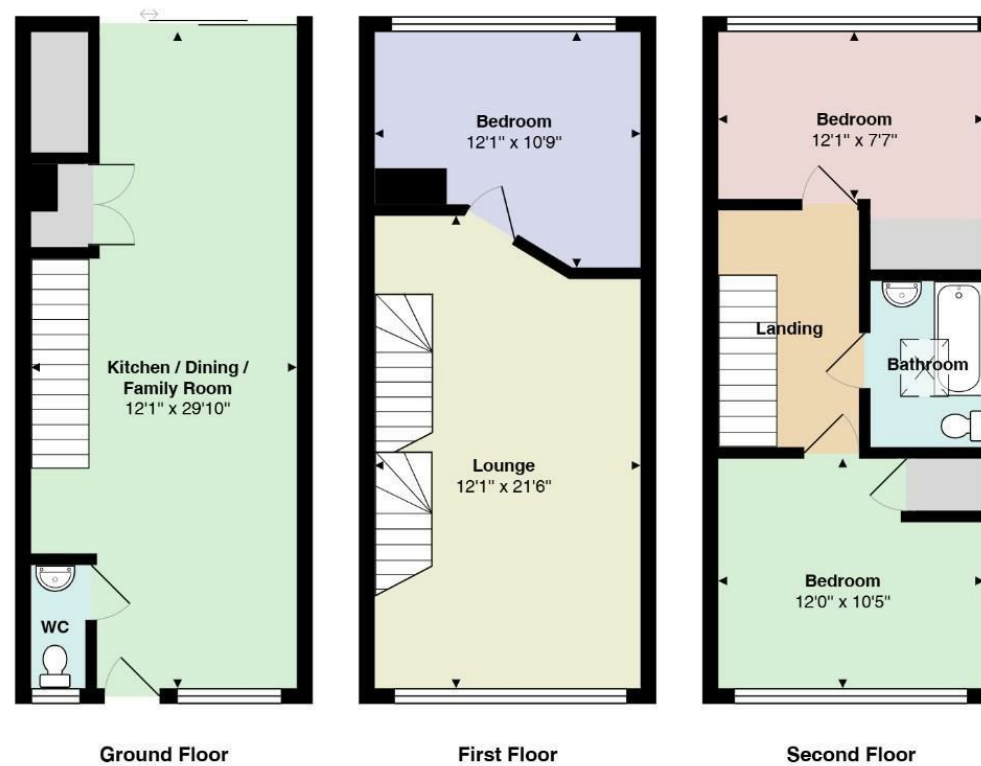 Kitchen / Dining /
Family Room
12'1" x 29'10"
WC
Ground Floor
Bedroom
12'1" x 10'9"
Lounge
12'1" x 21'6"
First Floor
Bedroom
12'1" x 7'7"
Landing
Bathroom
Bedroom
12'0" x 10'5"
Second Floor